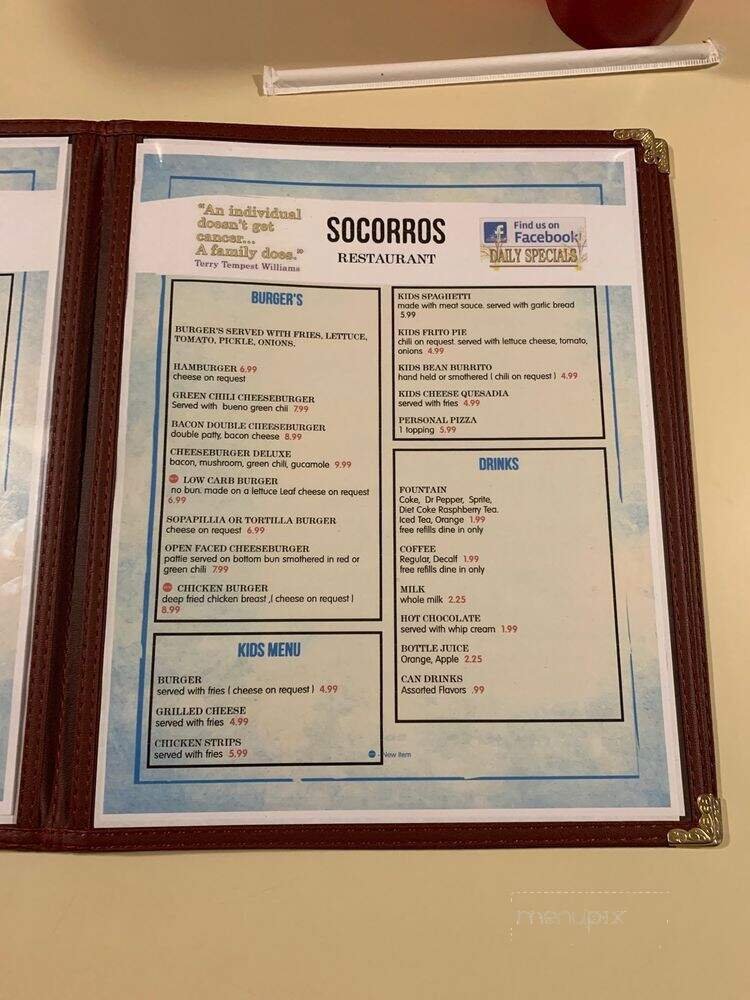 "An individual
doesn't get
cancer...
A family does."
Terry Tempest Williams
SOCORROS
RESTAURANT
Find us on
Facebook
DAILY SPECIALS
BURGER'S
BURGER'S SERVED WITH FRIES, LETTUCE,
TOMATO, PICKLE, ONIONS.
HAMBURGER 6.99
cheese on request
GREEN CHILI CHEESEBURGER
Served with bueno green chii 7.99
BACON DOUBLE CHEESEBURGER
double patty, bacon cheese 8.99
CHEESEBURGER DELUXE
bacon, mushroom, green chili, gucamole 9.99
LOW CARB BURGER
no bun. made on a lettuce Leaf cheese on request
6.99
SOPAPILLIA OR TORTILLA BURGER
cheese on request 6.99
OPEN FACED CHEESEBURGER
pattie served on bottom bun smothered in red or
green chili 7.99
CHICKEN BURGER
deep fried chicken breast ,( cheese on request )
8.99
KIDS MENU
BURGER
served with fries ( cheese on request ) 4.99
GRILLED CHEESE
served with fries 4.99
CHICKEN STRIPS
served with fries 5.99
KIDS SPAGHETTI
made with meat sauce. served with garlic bread
5.99
KIDS FRITO PIE
chili on request. served with lettuce cheese, tomato,
onions 4.99
KIDS BEAN BURRITO
hand held or smothered ( chili on request ) 4.99
KIDS CHEESE QUESADIA
served with fries 4.99
PERSONAL PIZZA
1 topping 5.99
DRINKS
FOUNTAIN
Coke, Dr Pepper, Sprite,
Diet Coke Rasphberry Tea.
Iced Tea, Orange 1.99
free refills dine in only
COFFEE
Regular, Decalf 1.99
free refills dine in only
MILK
whole milk 2.25
HOT CHOCOLATE
served with whip cream 1.99
BOTTLE JUICE
Orange, Apple 2.25
CAN DRINKS
Assorted Flavors .99
- New Item
menupix